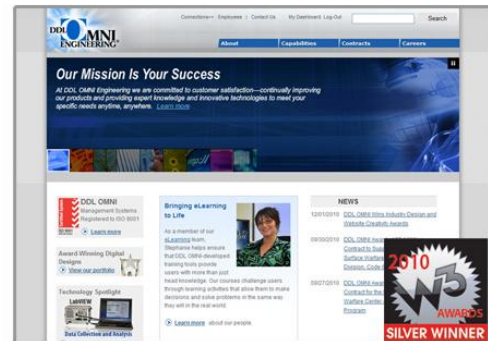 Connections Employees | Contact Us My Dashboard Log-Out Search
DDL OMNI
ENGINEERING
About Capabilities Contracts Careers
Our Mission Is Your Success
At DDL OMNI Engineering we are committed to customer satisfaction—continually improving
our products and providing expert knowledge and innovative technologies to meet your
specific needs anytime, anywhere. Learn more
DDL OMNI
Management Systems
Registered to ISO 9001
Learn more
Award Winning Digital
Designs
View our portfolio
Technology Spotlight
LabVIEW
Data Collection and Analysis
Bringing eLearning
to Life
As a member of our
eLearning team,
Stephanie helps ensure
that DDL OMNI-developed
training tools provide
users with more than just
head knowledge. Our courses challenge users
through learning activities that allow them to make
decisions and solve problems in the same way
they will in the real world.
Learn more about our people.
NEWS
12/01/2010 DDL OMNI Wins Industry Design and
Website Creativity Awards
09/30/2010 DDL OMNI
Contract to
Surface Warfare
Division, Code
09/27/2010 DDL OMNI
Contract for the
Warfare Center
Program
2010
W3
AWARDS
SILVER WINNER